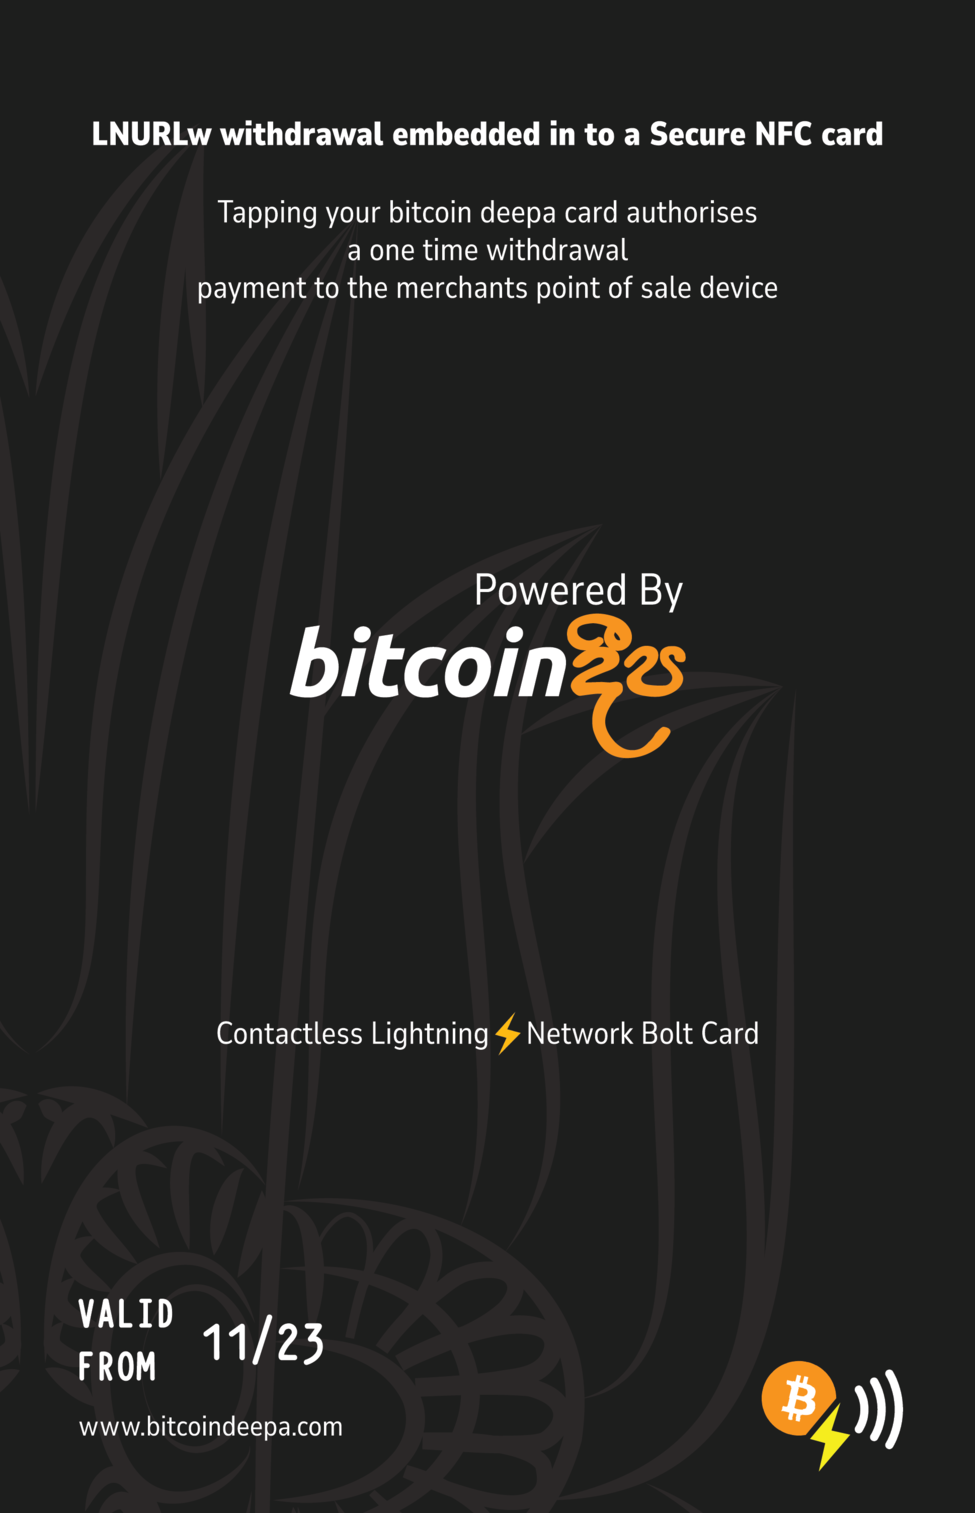 LNURLw withdrawal embedded in to a Secure NFC card
Tapping your bitcoin deepa card authorises
a one time withdrawal
payment to the merchants point of sale device
Powered By
bitcoinදීප
Contactless Lightning Network Bolt Card
VALID
FROM
11/23
www.bitcoindeepa.com